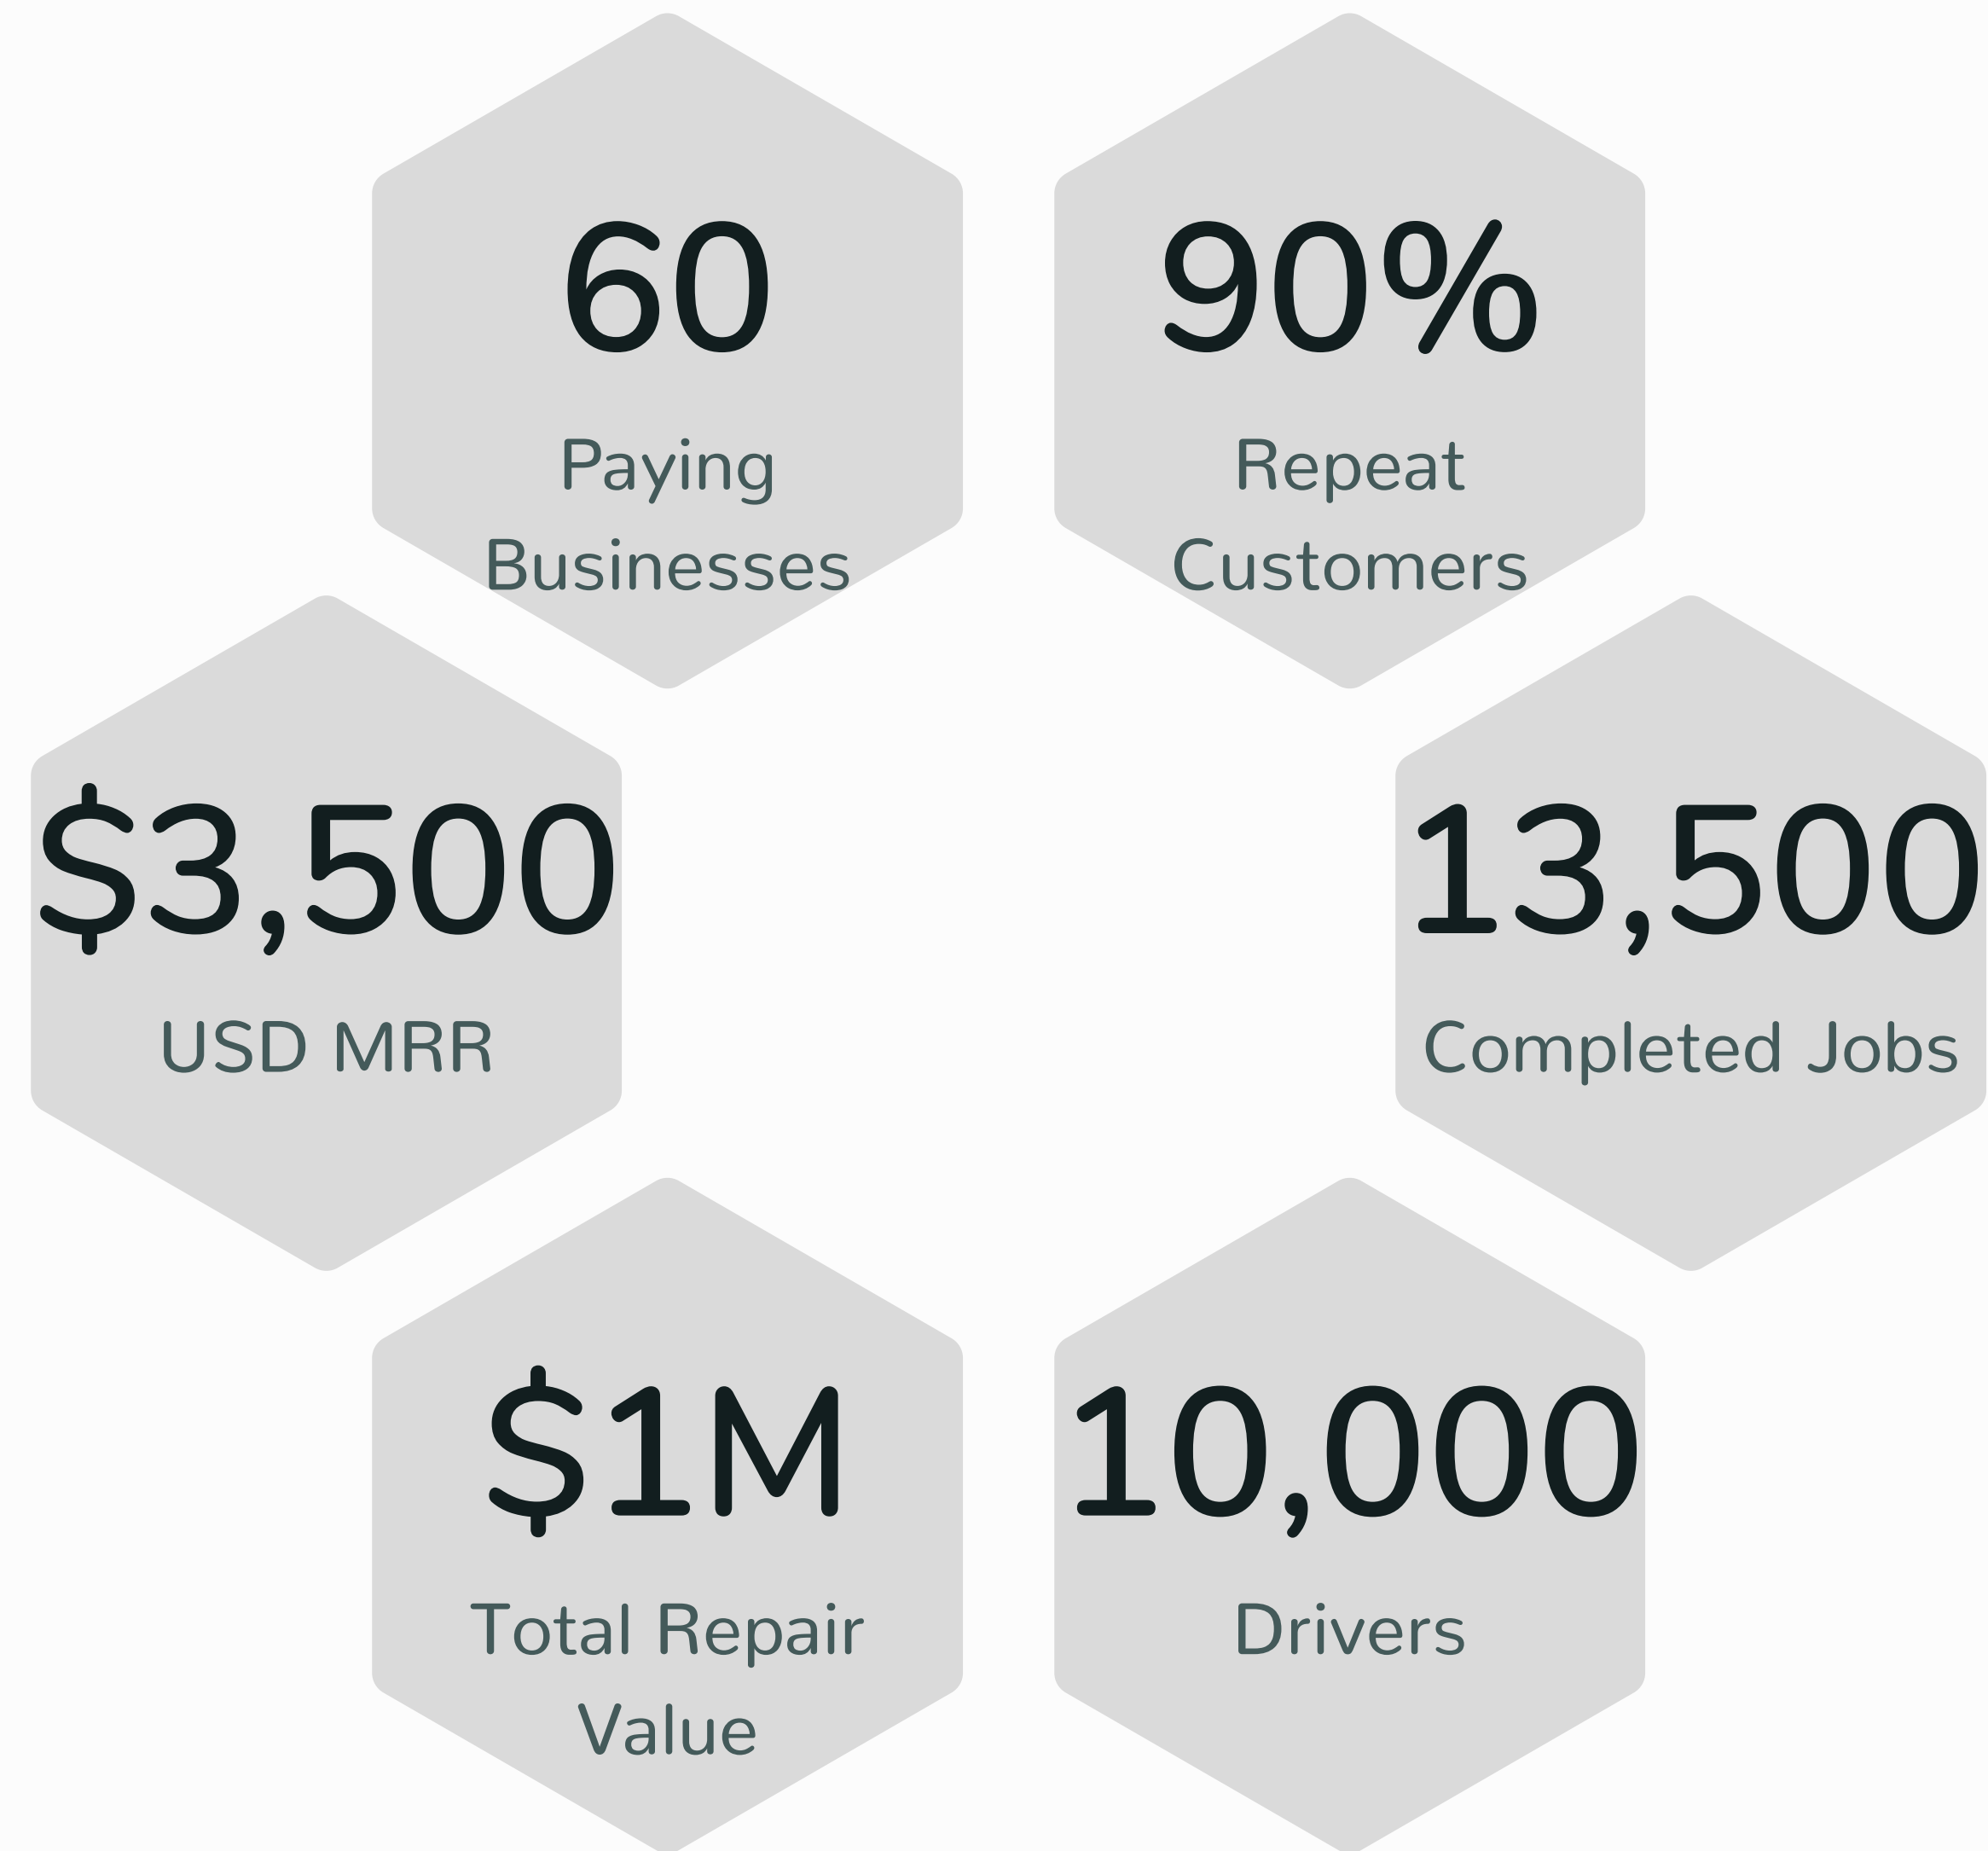 60
Paying
Businesses
90%
Repeat
Customers
$3,500
USD MRR
13,500
Completed Jobs
$1M
Total Repair
Value
10,000
Drivers